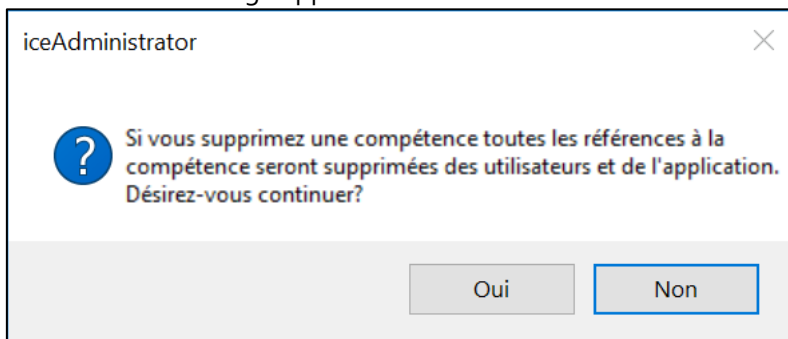 iceAdministrator
Si vous supprimez une compétence toutes les références à la
compétence seront supprimées des utilisateurs et de l'application.
Désirez-vous continuer?
Oui
Non